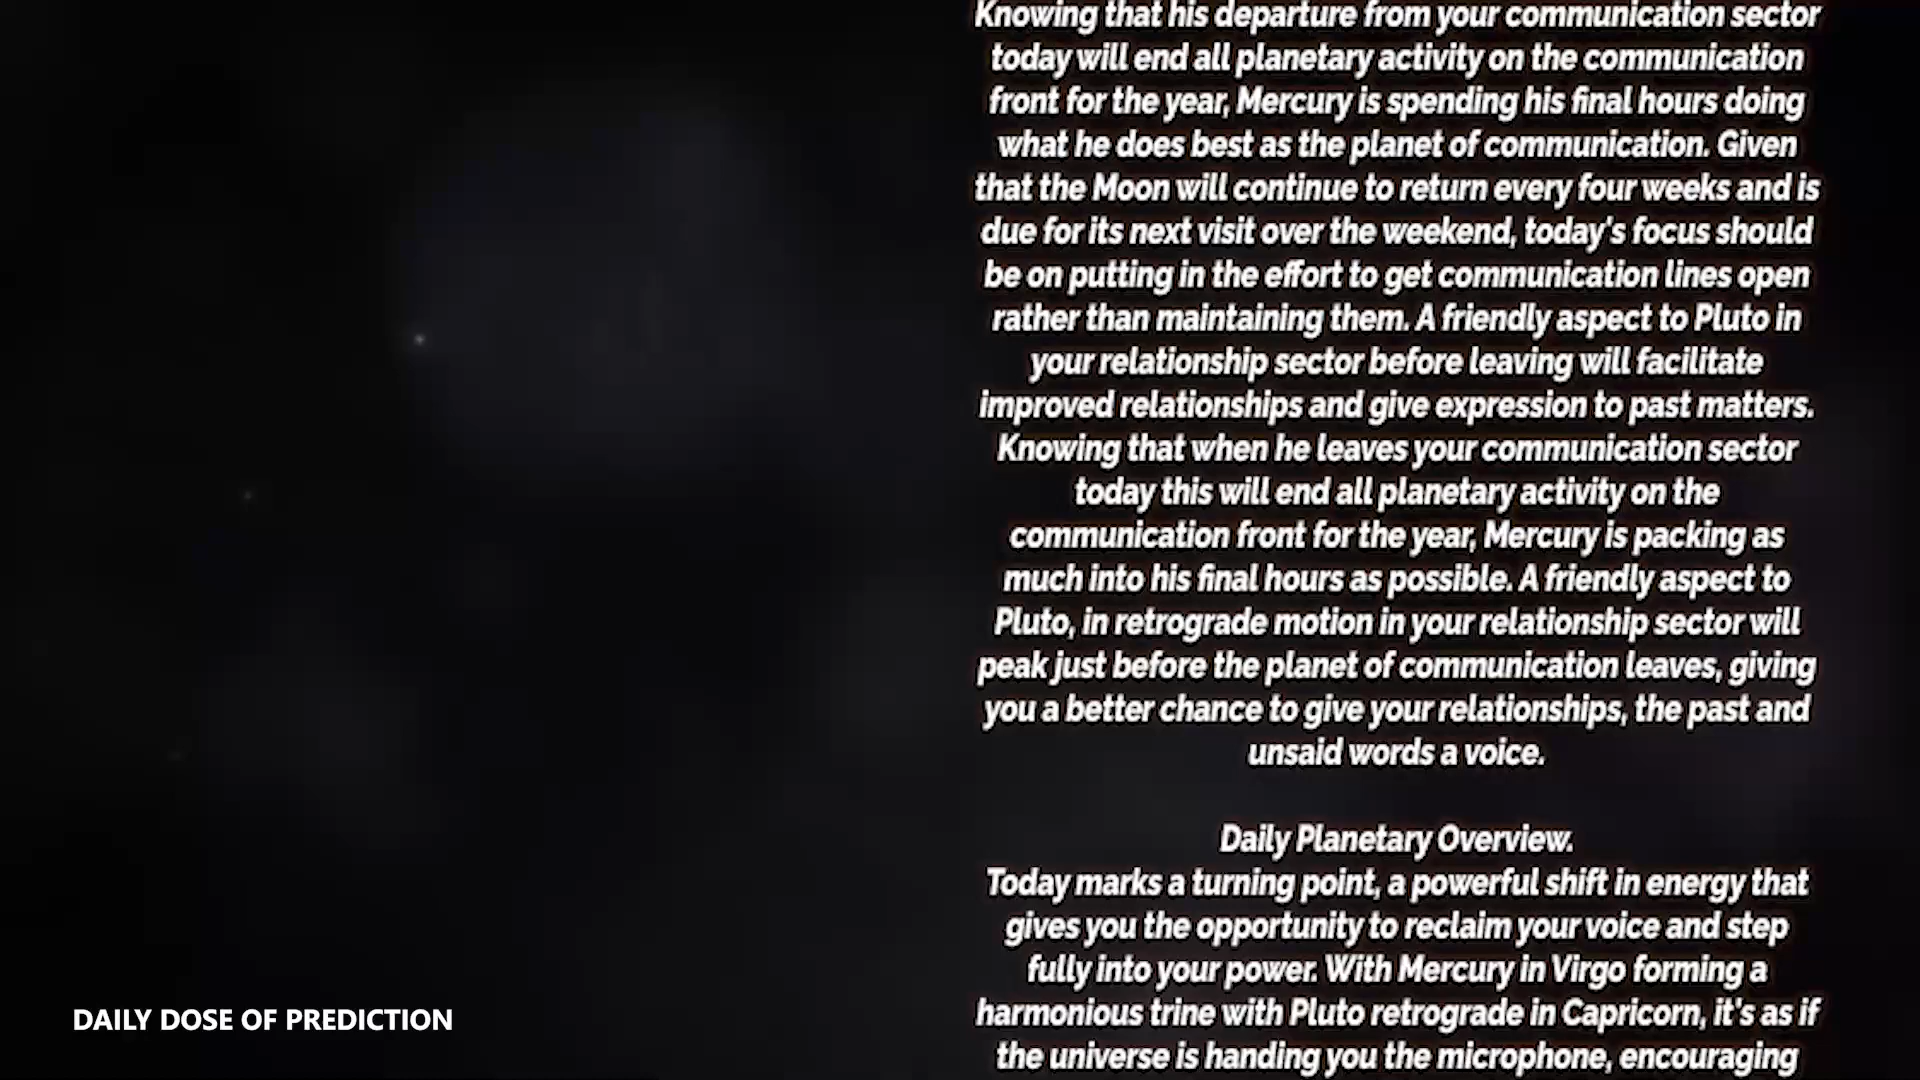 Knowing that his departure from your communication sector
today will end all planetary activity on the communication
front for the year, Mercury is spending his final hours doing
what he does best as the planet of communication. Given
that the Moon will continue to return every four weeks and is
due for its next visit over the weekend, today's focus should
be on putting in the effort to get communication lines open
rather than maintaining them. A friendly aspect to Pluto in
your relationship sector before leaving will facilitate
improved relationships and give expression to past matters.
Knowing that when he leaves your communication sector
today this will end all planetary activity on the
communication front for the year, Mercury is packing as
much into his final hours as possible. A friendly aspect to
Pluto, in retrograde motion in your relationship sector will
peak just before the planet of communication leaves, giving
you a better chance to give your relationships, the past and
unsaid words a voice.
Daily Planetary Overview.
Today marks a turning point, a powerful shift in energy that
gives you the opportunity to reclaim your voice and step
fully into your power. With Mercury in Virgo forming a
harmonious trine with Pluto retrograde in Capricorn, it's as if
the universe is handing you the microphone, encouraging
DAILY DOSE OF PREDICTION